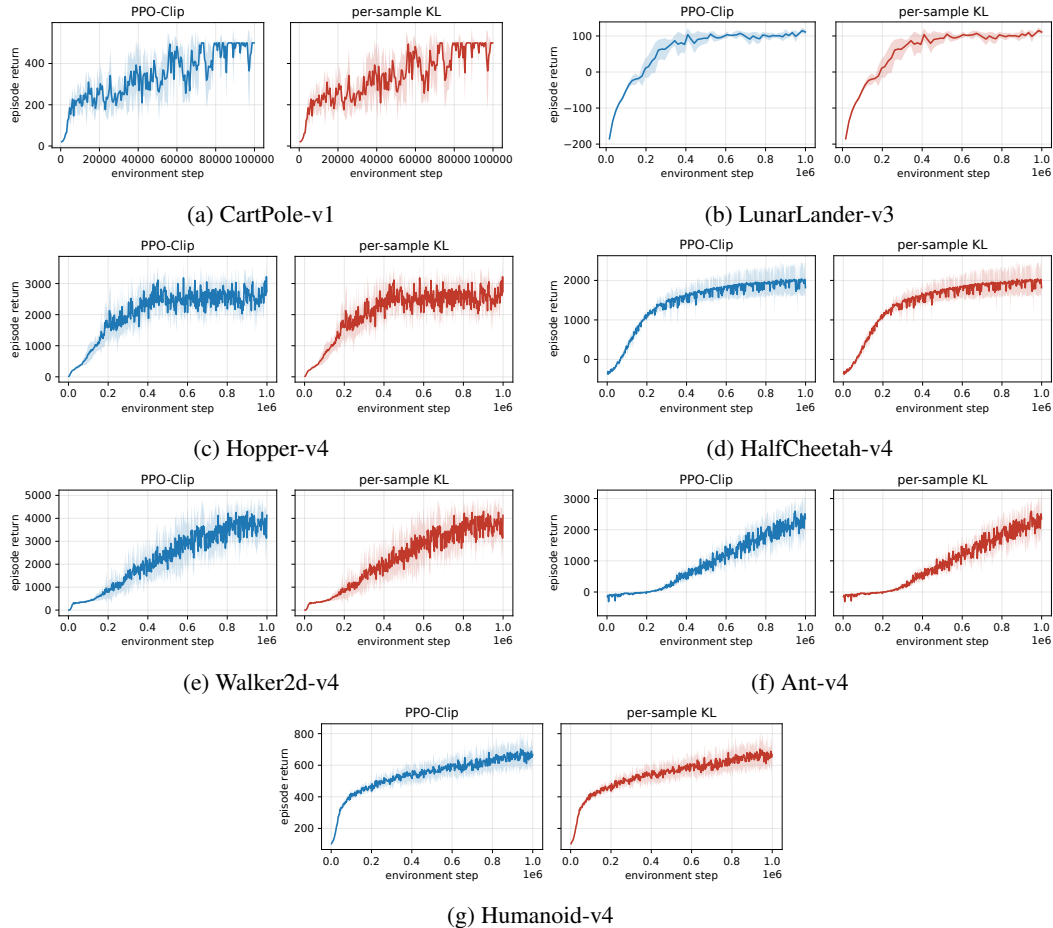 PPO-Clip
per-sample KL
episode return
400
200
0
0 20000 40000 60000 80000 100000
0 20000 40000 60000 80000 100000
environment step
environment step
(a) CartPole-v1
PPO-Clip
per-sample KL
episode return
100
0
−100
−200
0.0 0.2 0.4 0.6 0.8 1.0
0.0 0.2 0.4 0.6 0.8 1.0
environment step
1e6
environment step
1e6
(b) LunarLander-v3
PPO-Clip
per-sample KL
episode return
3000
2000
1000
0
0.0 0.2 0.4 0.6 0.8 1.0
0.0 0.2 0.4 0.6 0.8 1.0
environment step
1e6
environment step
1e6
(c) Hopper-v4
PPO-Clip
per-sample KL
episode return
2000
1000
0
0.0 0.2 0.4 0.6 0.8 1.0
0.0 0.2 0.4 0.6 0.8 1.0
environment step
1e6
environment step
1e6
(d) HalfCheetah-v4
PPO-Clip
per-sample KL
episode return
5000
4000
3000
2000
1000
0
0.0 0.2 0.4 0.6 0.8 1.0
0.0 0.2 0.4 0.6 0.8 1.0
environment step
1e6
environment step
1e6
(e) Walker2d-v4
PPO-Clip
per-sample KL
episode return
3000
2000
1000
0
0.0 0.2 0.4 0.6 0.8 1.0
0.0 0.2 0.4 0.6 0.8 1.0
environment step
1e6
environment step
1e6
(f) Ant-v4
PPO-Clip
per-sample KL
episode return
800
600
400
200
0.0 0.2 0.4 0.6 0.8 1.0
0.0 0.2 0.4 0.6 0.8 1.0
environment step
1e6
environment step
1e6
(g) Humanoid-v4